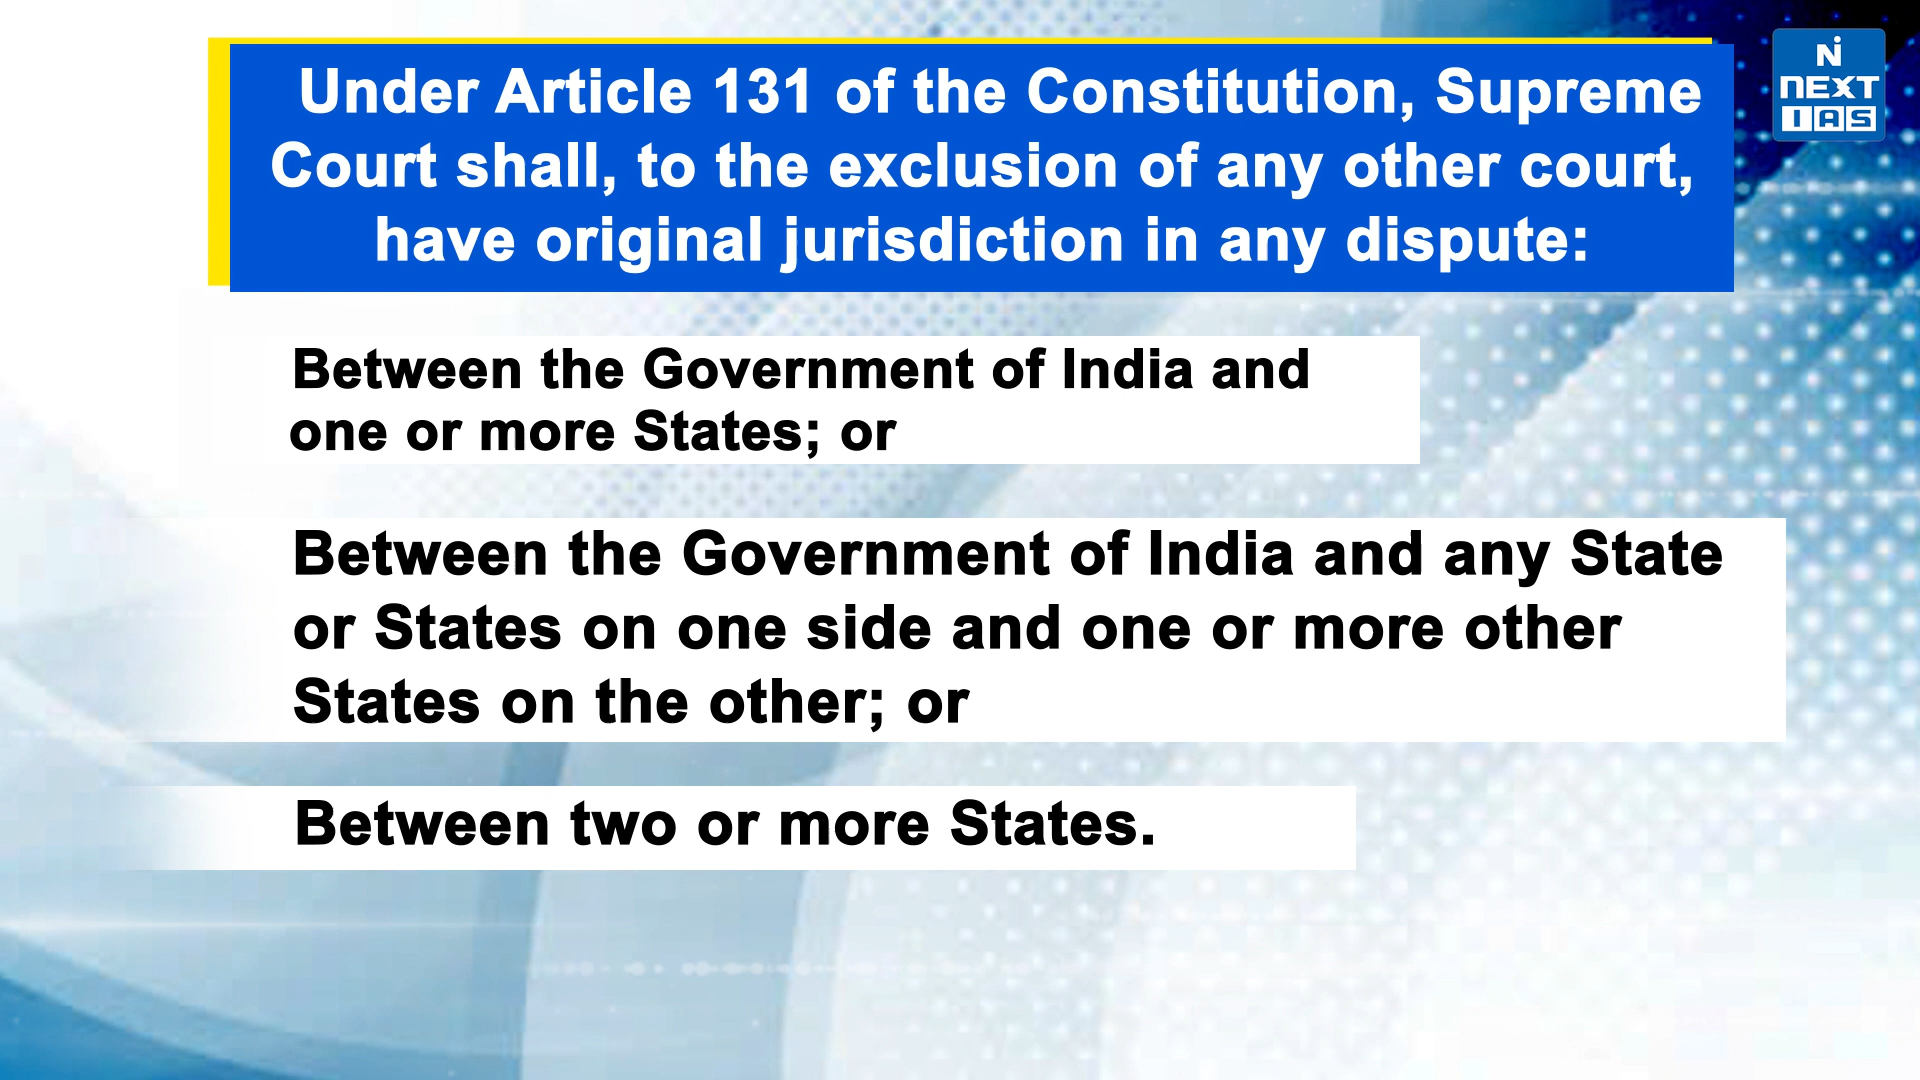 Under Article 131 of the Constitution, Supreme
Court shall, to the exclusion of any other court,
have original jurisdiction in any dispute:
Between the Government of India and
one or more States; or
Between the Government of India and any State
or States on one side and one or more other
States on the other; or
Between two or more States.
N
NEXT
IAS